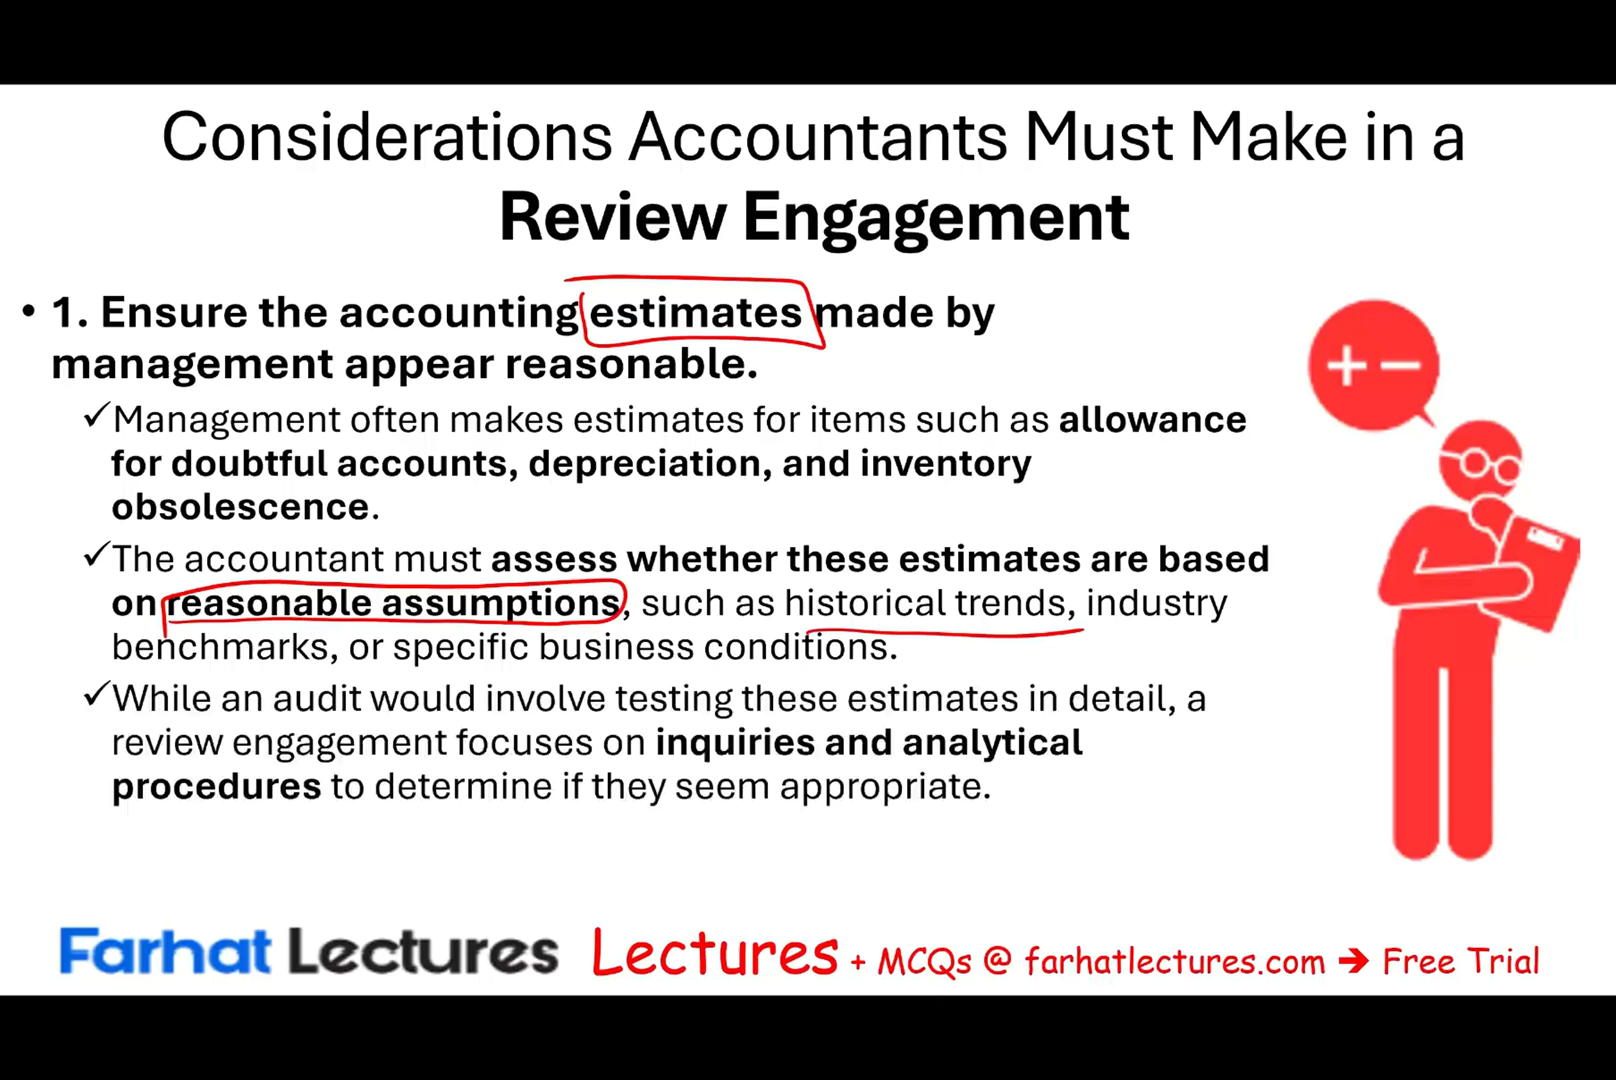 Considerations Accountants Must Make in a
Review Engagement
• 1. Ensure the accounting estimates made by
management appear reasonable.
✓Management often makes estimates for items such as allowance
for doubtful accounts, depreciation, and inventory
obsolescence.
✓The accountant must assess whether these estimates are based
on reasonable assumptions, such as historical trends, industry
benchmarks, or specific business conditions.
✓While an audit would involve testing these estimates in detail, a
review engagement focuses on inquiries and analytical
procedures to determine if they seem appropriate.
+ −
Farhat Lectures Lectures + MCQs @ farhatlectures.com → Free Trial